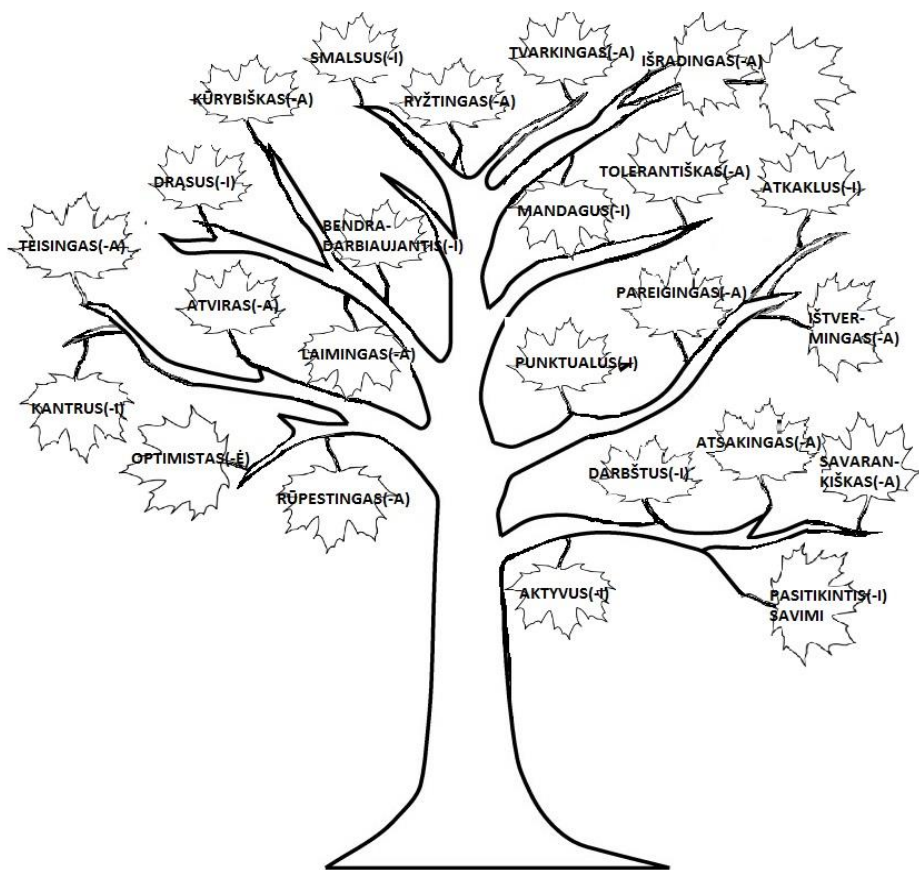 SMALSUS(-I)
TVARKINGAS(-A)
IŠRADINGAS(-A)
KŪRYBIŠKAS(-A)
RYŽTINGAS(-A)
DRĄSUS(-I)
TOLERANTIŠKAS(-A)
ATKAKLUS(-I)
MANDAGUS(-I)
BENDRA-
DARBIAUJANTIS(-I)
TEISINGAS(-A)
ATVIRAS(-A)
PAREIGINGAS(-A)
IŠTVER-
MINGAS(-A)
LAIMINGAS(-A)
PUNKTUALUS(-I)
KANTRUS(-I)
OPTIMISTAS(-Ė)
RŪPESTINGAS(-A)
DARBŠTUS(-I)
ATSAKINGAS(-A)
SAVARAN-
KIŠKAS(-A)
AKTYVUS(-I)
PASITIKINTIS(-I)
SAVIMI